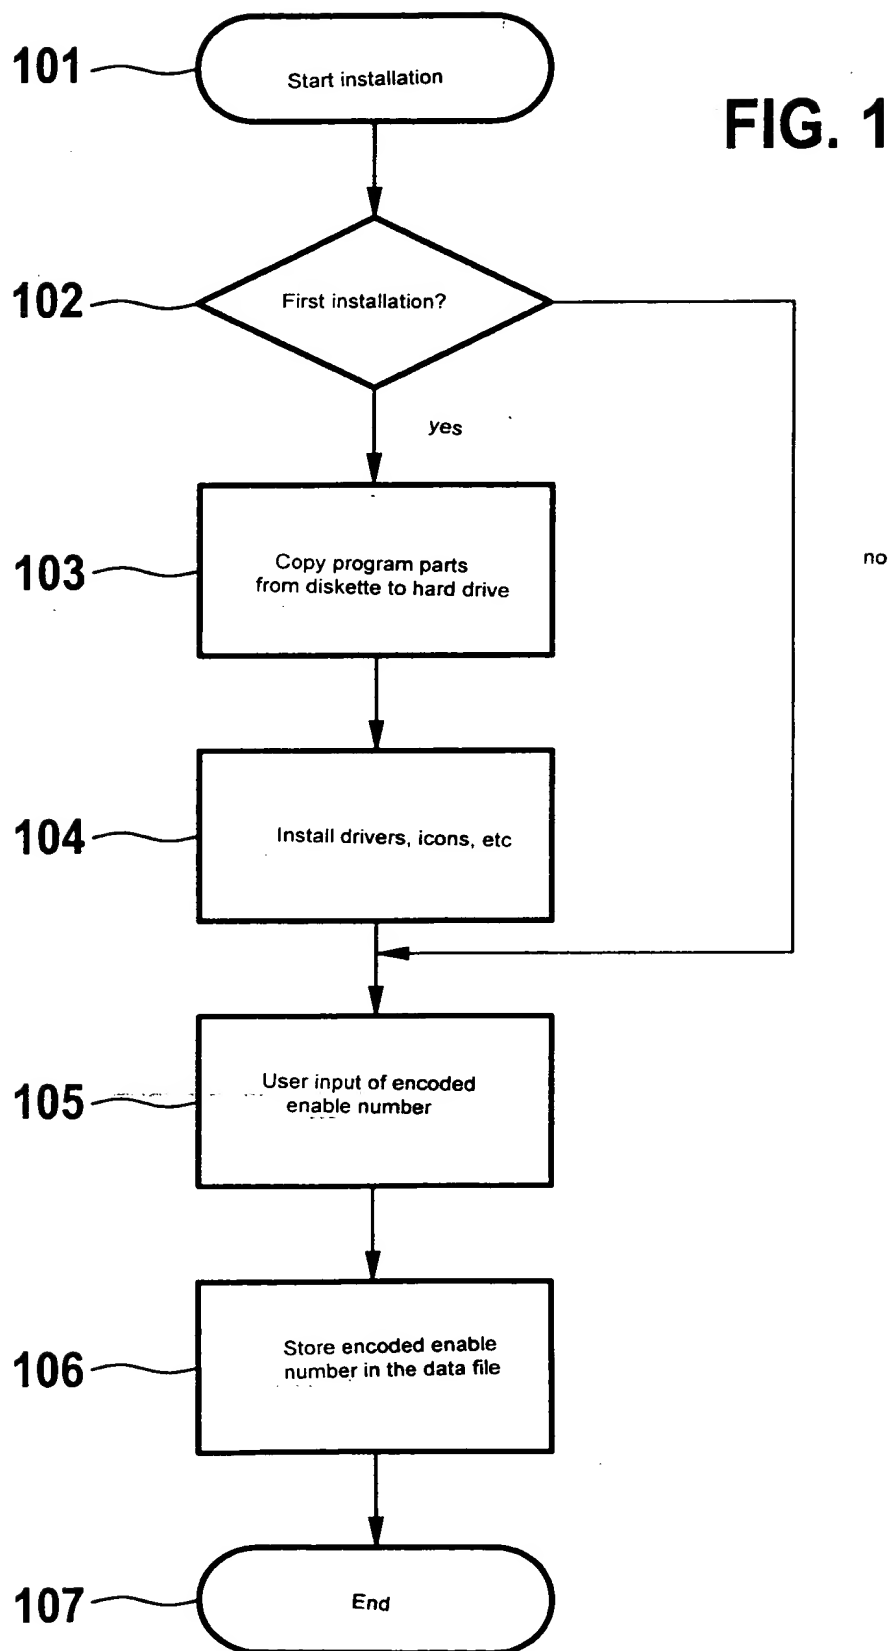 101
Start installation
FIG. 1
102
First installation?
yes
103
Copy program parts
from diskette to hard drive
no
104
Install drivers, icons, etc
105
User input of encoded
enable number
106
Store encoded enable
number in the data file
107
End